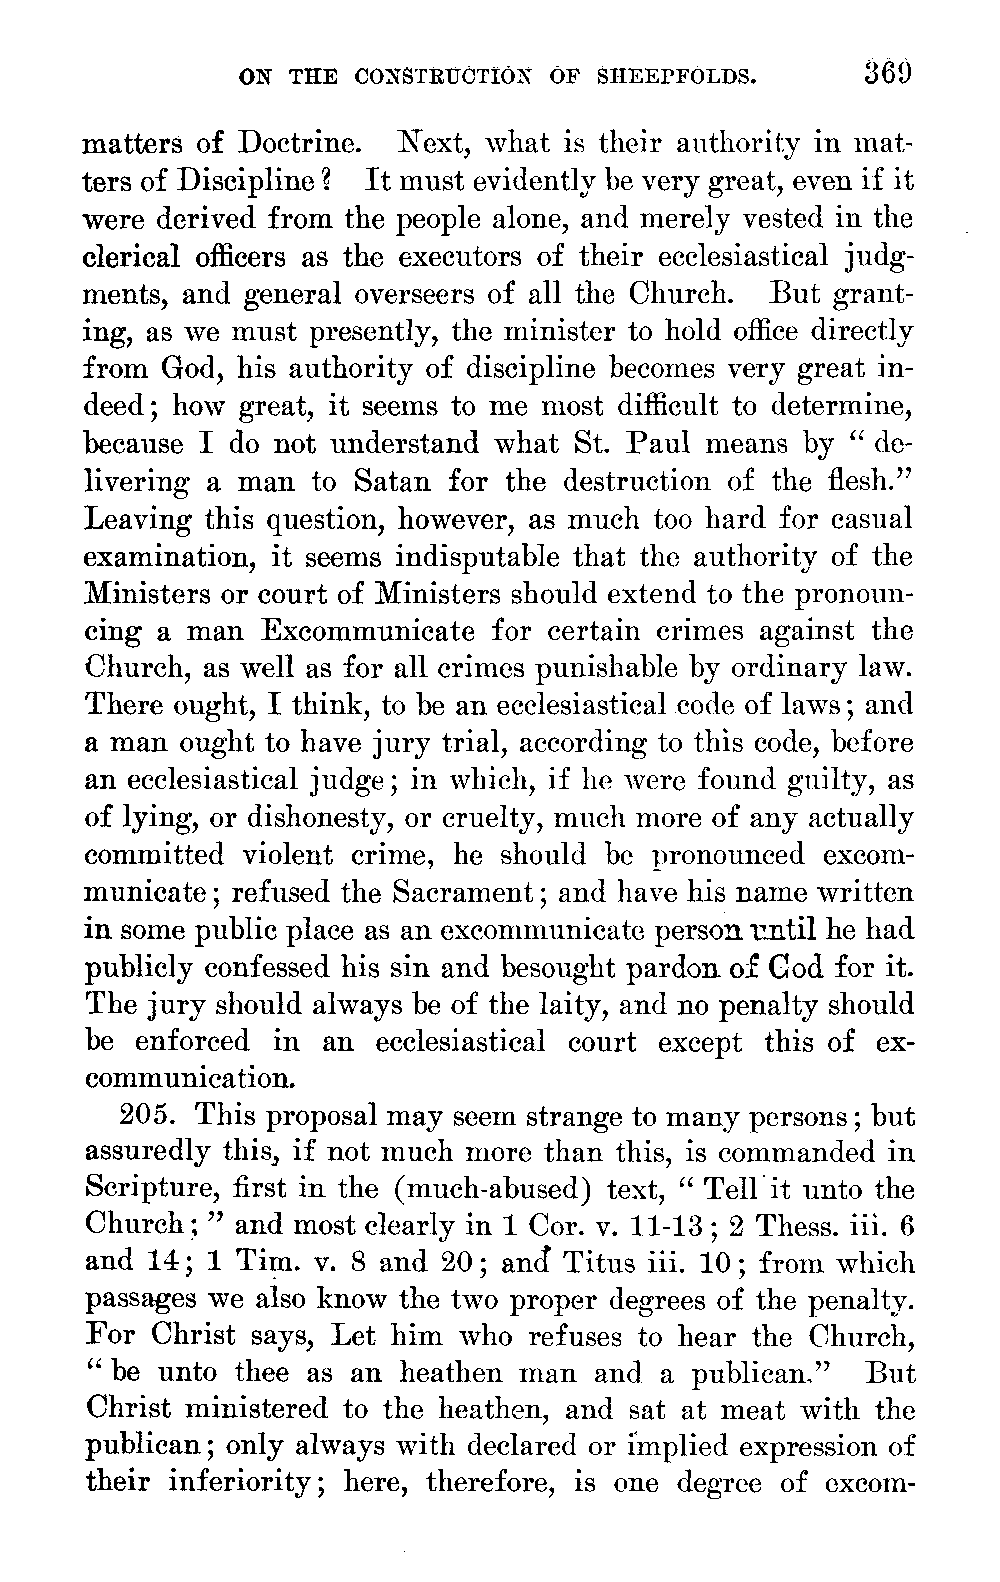 ON THE CONSTRUCTION OF SHEEPFOLDS. 369
matters of Doctrine. Next, what is their authority in mat-
ters of Discipline? It must evidently be very great, even if it
were derived from the people alone, and merely vested in the
clerical officers as the executors of their ecclesiastical judg-
ments, and general overseers of all the Church. But grant-
ing, as we must presently, the minister to hold office directly
from God, his authority of discipline becomes very great in-
deed; how great, it seems to me most difficult to determine,
because I do not understand what St. Paul means by “ de-
livering a man to Satan for the destruction of the flesh.”
Leaving this question, however, as much too hard for casual
examination, it seems indisputable that the authority of the
Ministers or court of Ministers should extend to the pronoun-
cing a man Excommunicate for certain crimes against the
Church, as well as for all crimes punishable by ordinary law.
There ought, I think, to be an ecclesiastical code of laws; and
a man ought to have jury trial, according to this code, before
an ecclesiastical judge; in which, if he were found guilty, as
of lying, or dishonesty, or cruelty, much more of any actually
committed violent crime, he should be pronounced excom-
municate; refused the Sacrament; and have his name written
in some public place as an excommunicate person until he had
publicly confessed his sin and besought pardon of God for it.
The jury should always be of the laity, and no penalty should
be enforced in an ecclesiastical court except this of ex-
communication.
205. This proposal may seem strange to many persons; but
assuredly this, if not much more than this, is commanded in
Scripture, first in the (much-abused) text, “ Tell it unto the
Church; ” and most clearly in 1 Cor. v. 11-13; 2 Thess. iii. 6
and 14; 1 Tim. v. 8 and 20; and Titus iii. 10; from which
passages we also know the two proper degrees of the penalty.
For Christ says, Let him who refuses to hear the Church,
“ be unto thee as an heathen man and a publican.” But
Christ ministered to the heathen, and sat at meat with the
publican; only always with declared or implied expression of
their inferiority; here, therefore, is one degree of excom-